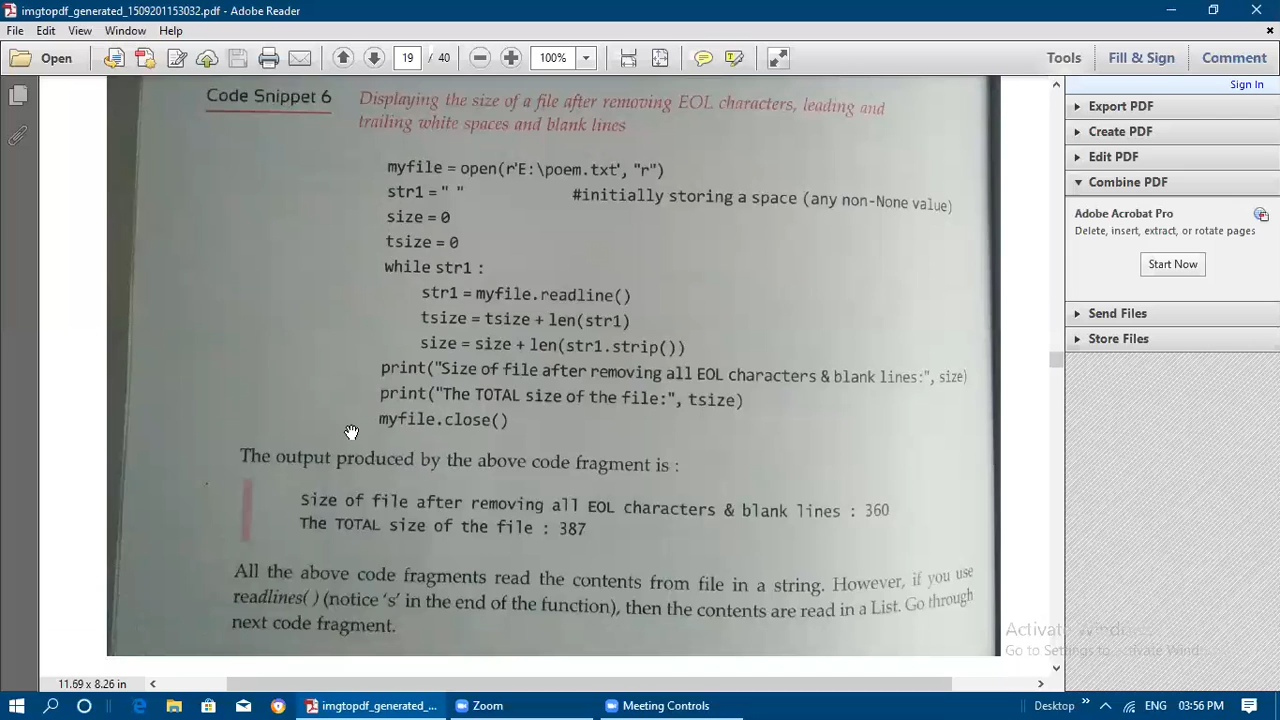 imgtopdf_generated_1509201153032.pdf - Adobe Reader
File Edit View Window Help
Open 19 / 40 100% Tools Fill & Sign Comment
Sign In
Export PDF
Create PDF
Edit PDF
Combine PDF
Adobe Acrobat Pro
Delete, insert, extract, or rotate pages
Start Now
Send Files
Store Files
Code Snippet 6
Displaying the size of a file after removing EOL characters, leading and
trailing white spaces and blank lines
myfile = open(r'E:\poem.txt', "r")
str1 = " " #initially storing a space (any non-None value)
size = 0
tsize = 0
while str1 :
str1 = myfile.readline()
tsize = tsize + len(str1)
size = size + len(str1.strip())
print("Size of file after removing all EOL characters & blank lines:", size)
print("The TOTAL size of the file:", tsize)
myfile.close()
The output produced by the above code fragment is :
Size of file after removing all EOL characters & blank lines : 360
The TOTAL size of the file : 387
All the above code fragments read the contents from file in a string. However, if you use
readlines( ) (notice 's' in the end of the function), then the contents are read in a List. Go through
next code fragment.
Activate Windows
Go to Settings to activate Windows.
11.69 x 8.26 in
imgtopdf_generated_... Zoom Meeting Controls Desktop ENG 03:56 PM